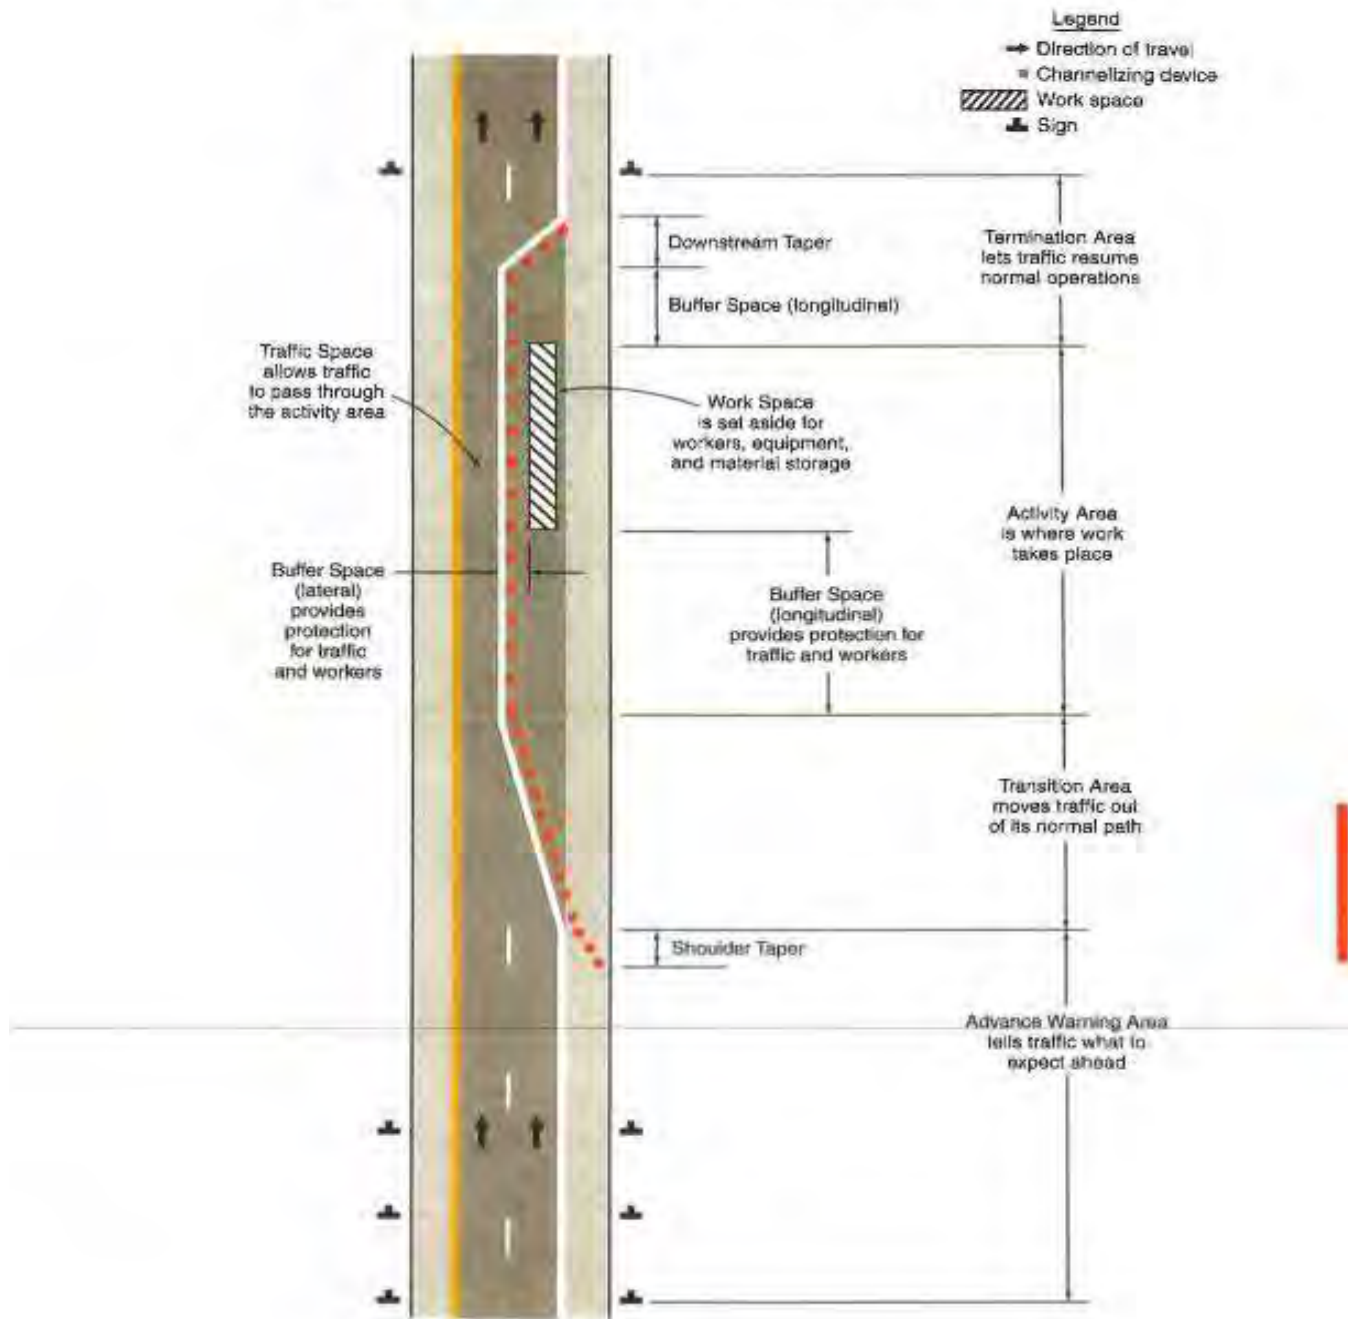 Legend
Direction of travel
Channelizing device
Work space
Sign
Downstream Taper
Termination Area
lets traffic resume
normal operations
Buffer Space (longitudinal)
Traffic Space
allows traffic
to pass through
the activity area
Work Space
is set aside for
workers, equipment,
and material storage
Activity Area
is where work
takes place
Buffer Space
(lateral)
provides
protection
for traffic
and workers
Buffer Space
(longitudinal)
provides protection for
traffic and workers
Transition Area
moves traffic out
of its normal path
Shoulder Taper
Advance Warning Area
tells traffic what to
expect ahead